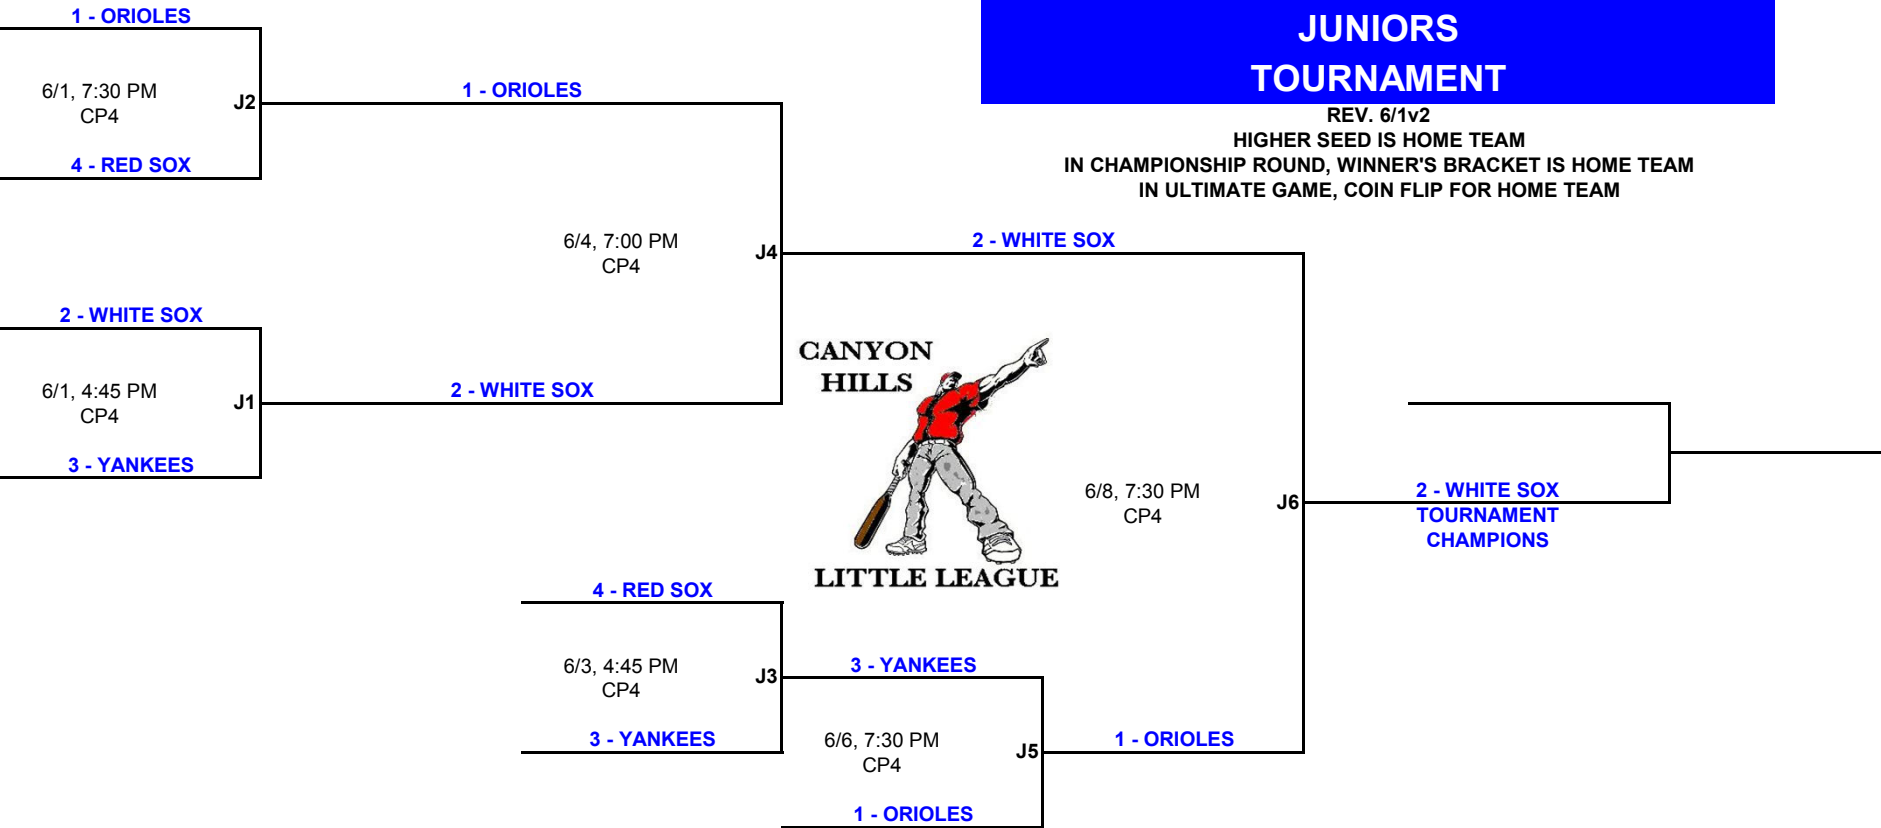 1 - ORIOLES
JUNIORS
TOURNAMENT
6/1, 7:30 PM
CP4
J2
1 - ORIOLES
REV. 6/1v2
HIGHER SEED IS HOME TEAM
IN CHAMPIONSHIP ROUND, WINNER'S BRACKET IS HOME TEAM
IN ULTIMATE GAME, COIN FLIP FOR HOME TEAM
4 - RED SOX
6/4, 7:00 PM
CP4
J4
2 - WHITE SOX
2 - WHITE SOX
6/1, 4:45 PM
CP4
J1
2 - WHITE SOX
3 - YANKEES
CANYON
HILLS
LITTLE LEAGUE
6/8, 7:30 PM
CP4
J6
2 - WHITE SOX
TOURNAMENT
CHAMPIONS
4 - RED SOX
6/3, 4:45 PM
CP4
J3
3 - YANKEES
3 - YANKEES
6/6, 7:30 PM
CP4
J5
1 - ORIOLES
1 - ORIOLES